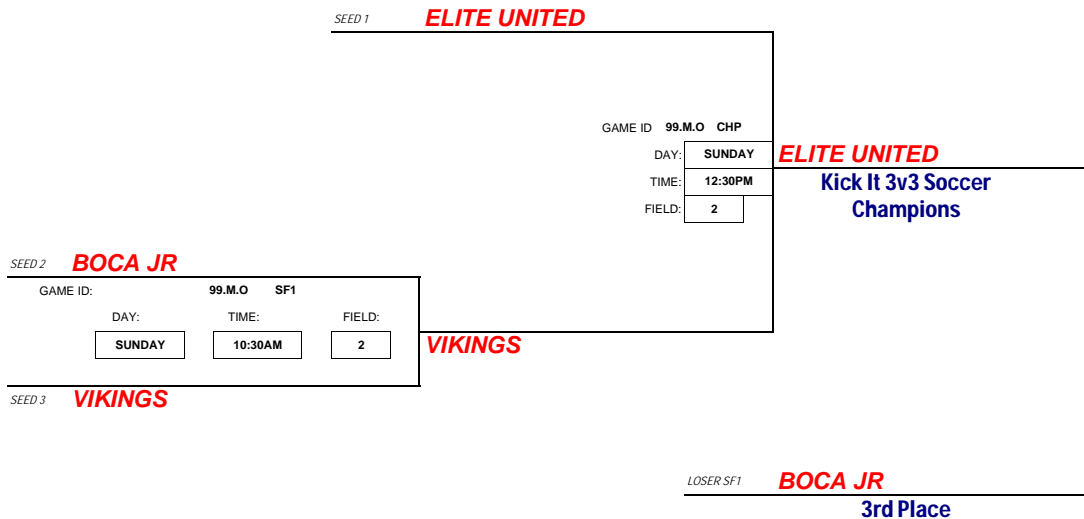 SEED 1 ELITE UNITED
GAME ID 99.M.O CHP
DAY: SUNDAY
ELITE UNITED
TIME: 12:30PM
Kick It 3v3 Soccer
Champions
FIELD: 2
SEED 2 BOCA JR
GAME ID: 99.M.O SF1
DAY: TIME: FIELD:
SUNDAY 10:30AM 2
VIKINGS
SEED 3 VIKINGS
LOSER SF1 BOCA JR
3rd Place